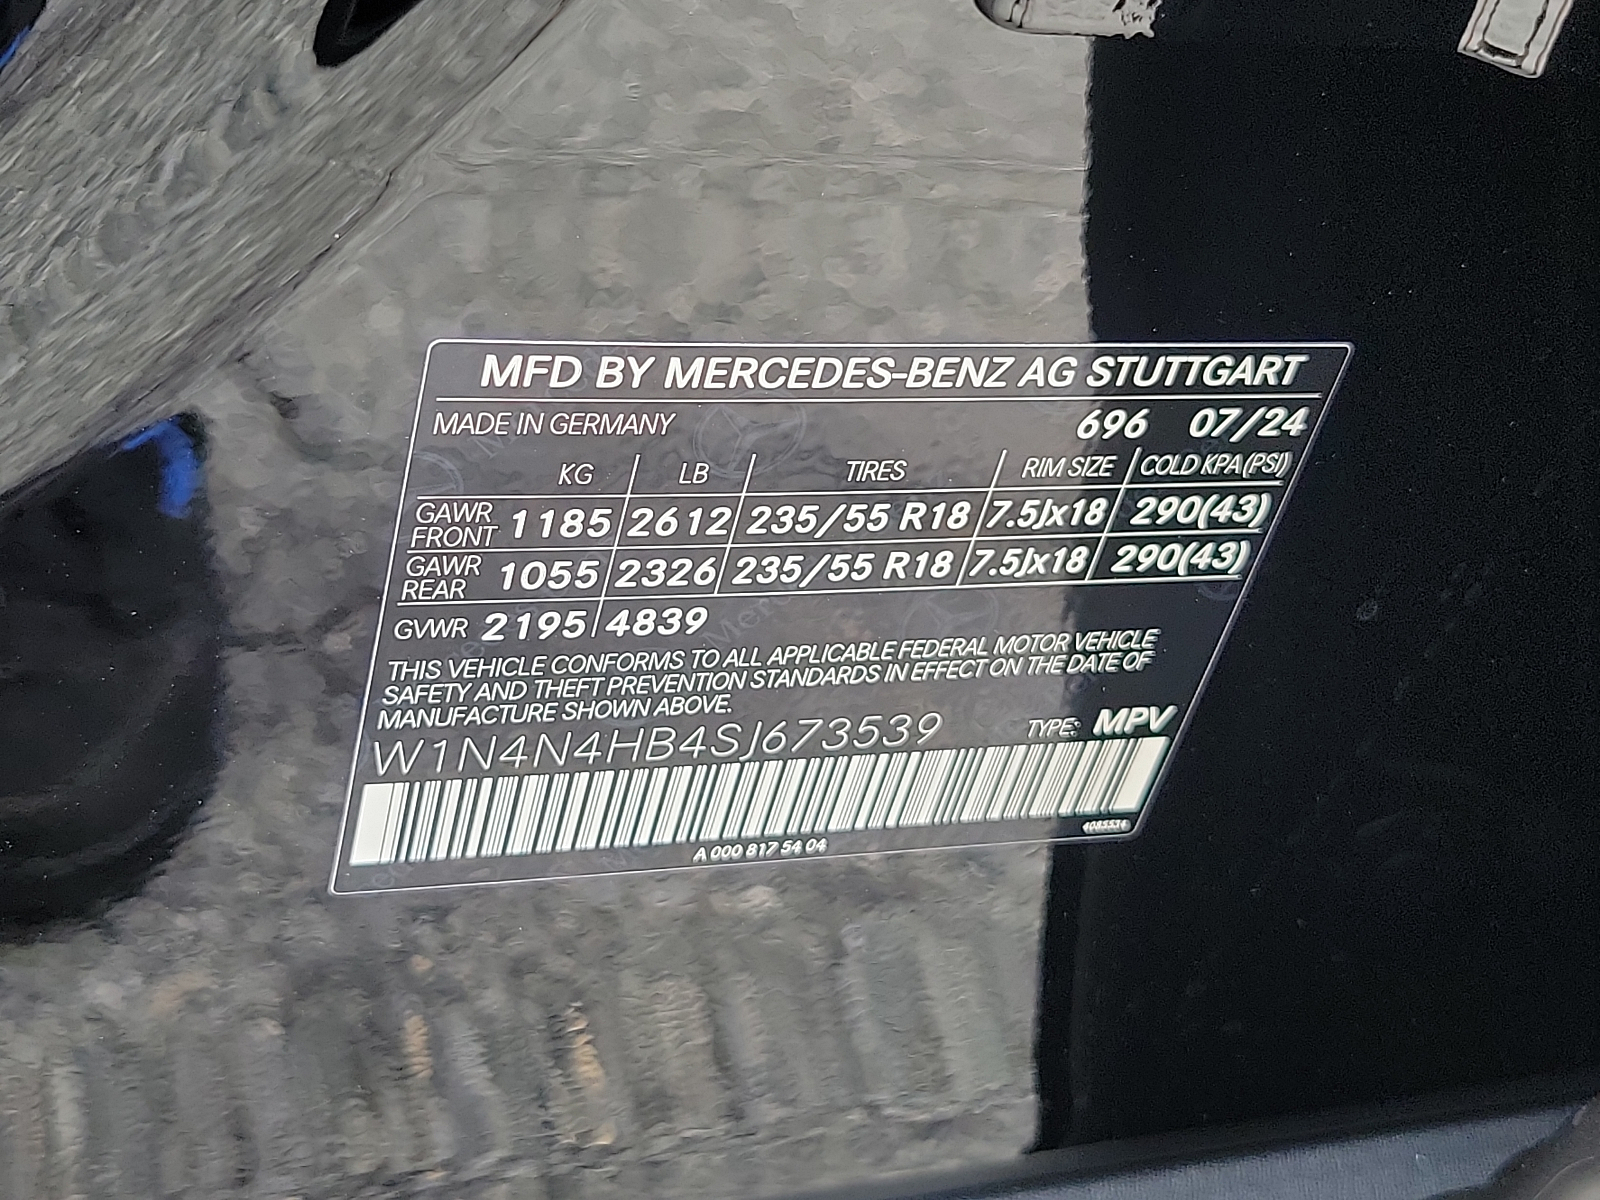 MFD BY MERCEDES-BENZ AG STUTTGART
MADE IN GERMANY 696 07/24
KG LB TIRES RIM SIZE COLD KPA(PSI)
GAWR FRONT 1185 2612 235/55 R18 7.5Jx18 290(43)
GAWR REAR 1055 2326 235/55 R18 7.5Jx18 290(43)
GVWR 2195 4839
THIS VEHICLE CONFORMS TO ALL APPLICABLE FEDERAL MOTOR VEHICLE
SAFETY AND THEFT PREVENTION STANDARDS IN EFFECT ON THE DATE OF
MANUFACTURE SHOWN ABOVE.
W1N4N4HB4SJ673539 TYPE: MPV
A 000 817 54 04